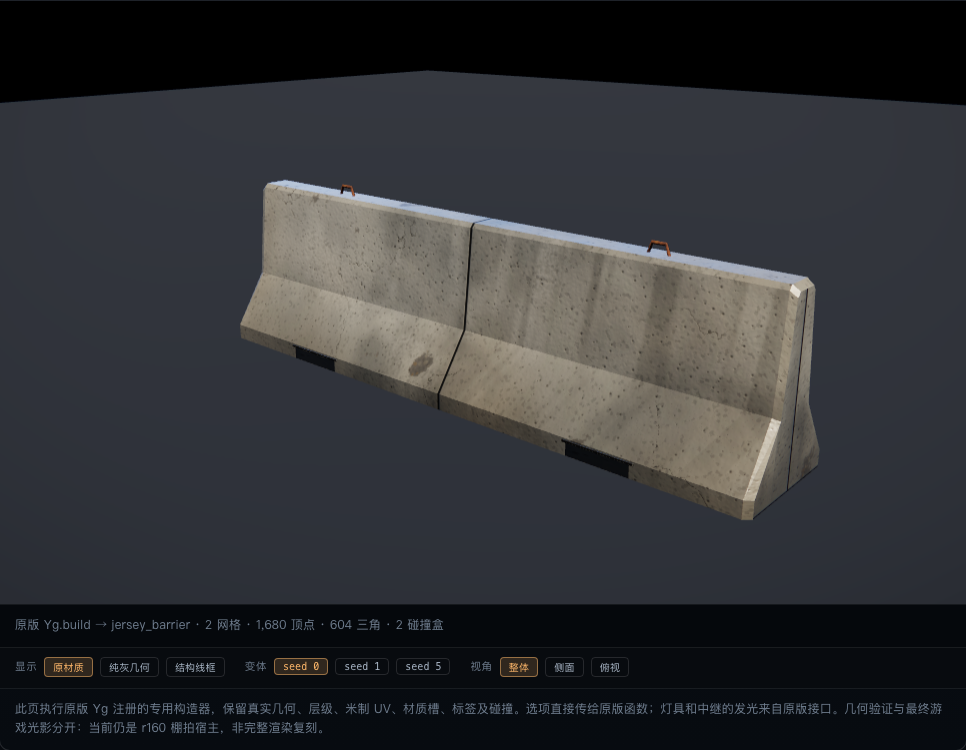 原版 Yg.build → jersey_barrier · 2 网格 · 1,680 顶点 · 604 三角 · 2 碰撞盒
显示 原材质 纯灰几何 结构线框 变体 seed 0 seed 1 seed 5 视角 整体 侧面 俯视
此页执行原版 Yg 注册的专用构造器，保留真实几何、层级、米制 UV、材质槽、标签及碰撞。选项直接传给原版函数；灯具和中继的发光来自原版接口。几何验证与最终游
戏光影分开：当前仍是 r160 棚拍宿主，非完整渲染复刻。